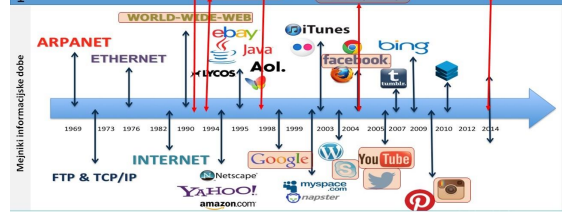 WORLD-WIDE-WEB
ebay
iTunes
ARPANET
Java
bing
ETHERNET
LYCOS
Aol.
facebook
tumblr.
Mejniki informacijske dobe
1969 1973 1976 1982 1990 1994 1995 1998 1999 2003 2004 2005 2007 2009 2010 2012 2014
INTERNET
Google
You Tube
FTP & TCP/IP
Netscape
YAHOO!
myspace.com
napster
amazon.com